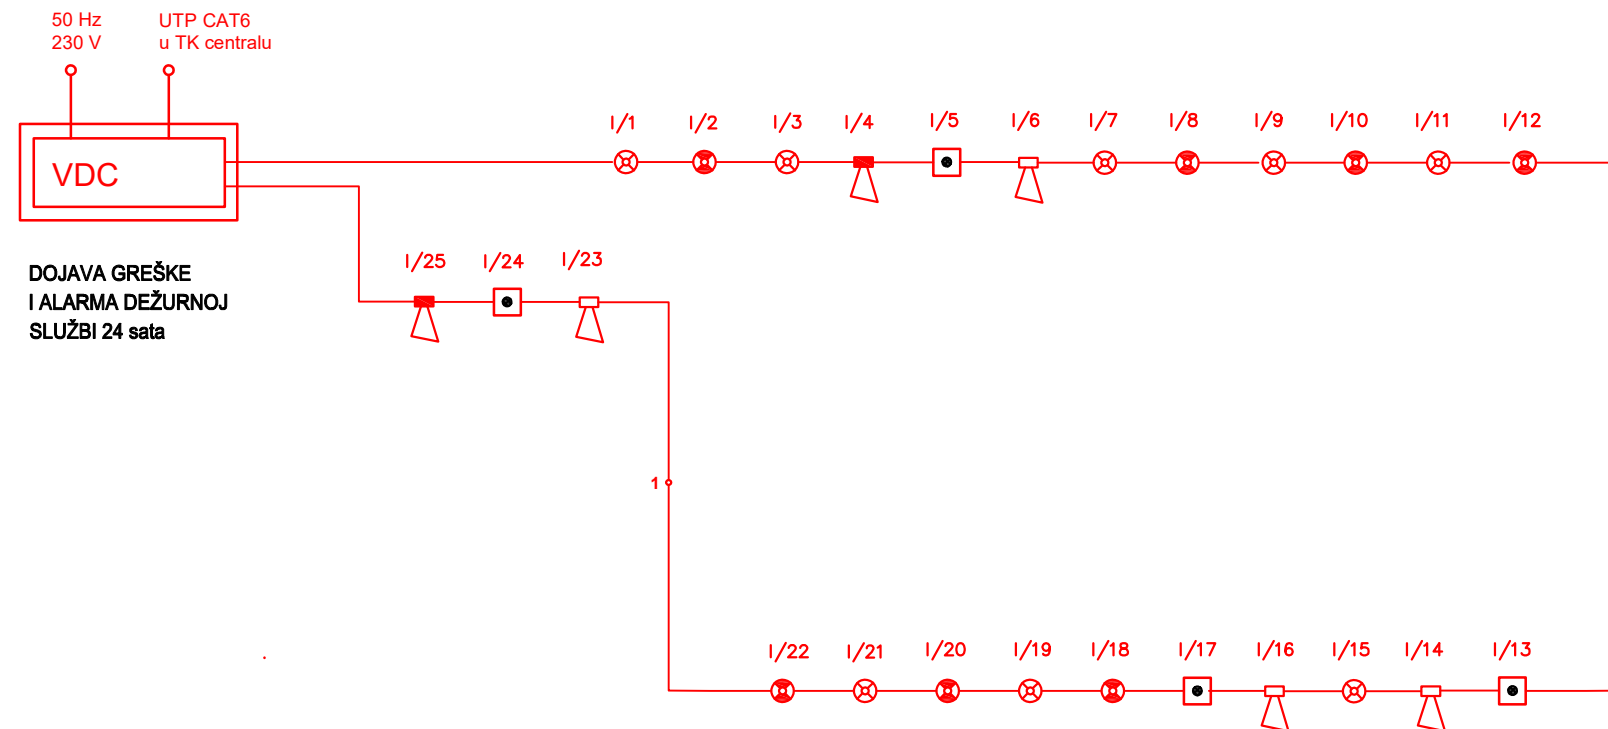 50 Hz
230 V
UTP CAT6
u TK centralu
VDC
I/1 I/2 I/3 I/4 I/5 I/6 I/7 I/8 I/9 I/10 I/11 I/12
DOJAVA GREŠKE
I ALARMA DEŽURNOJ
SLUŽBI 24 sata
I/25 I/24 I/23
1
I/22 I/21 I/20 I/19 I/18 I/17 I/16 I/15 I/14 I/13